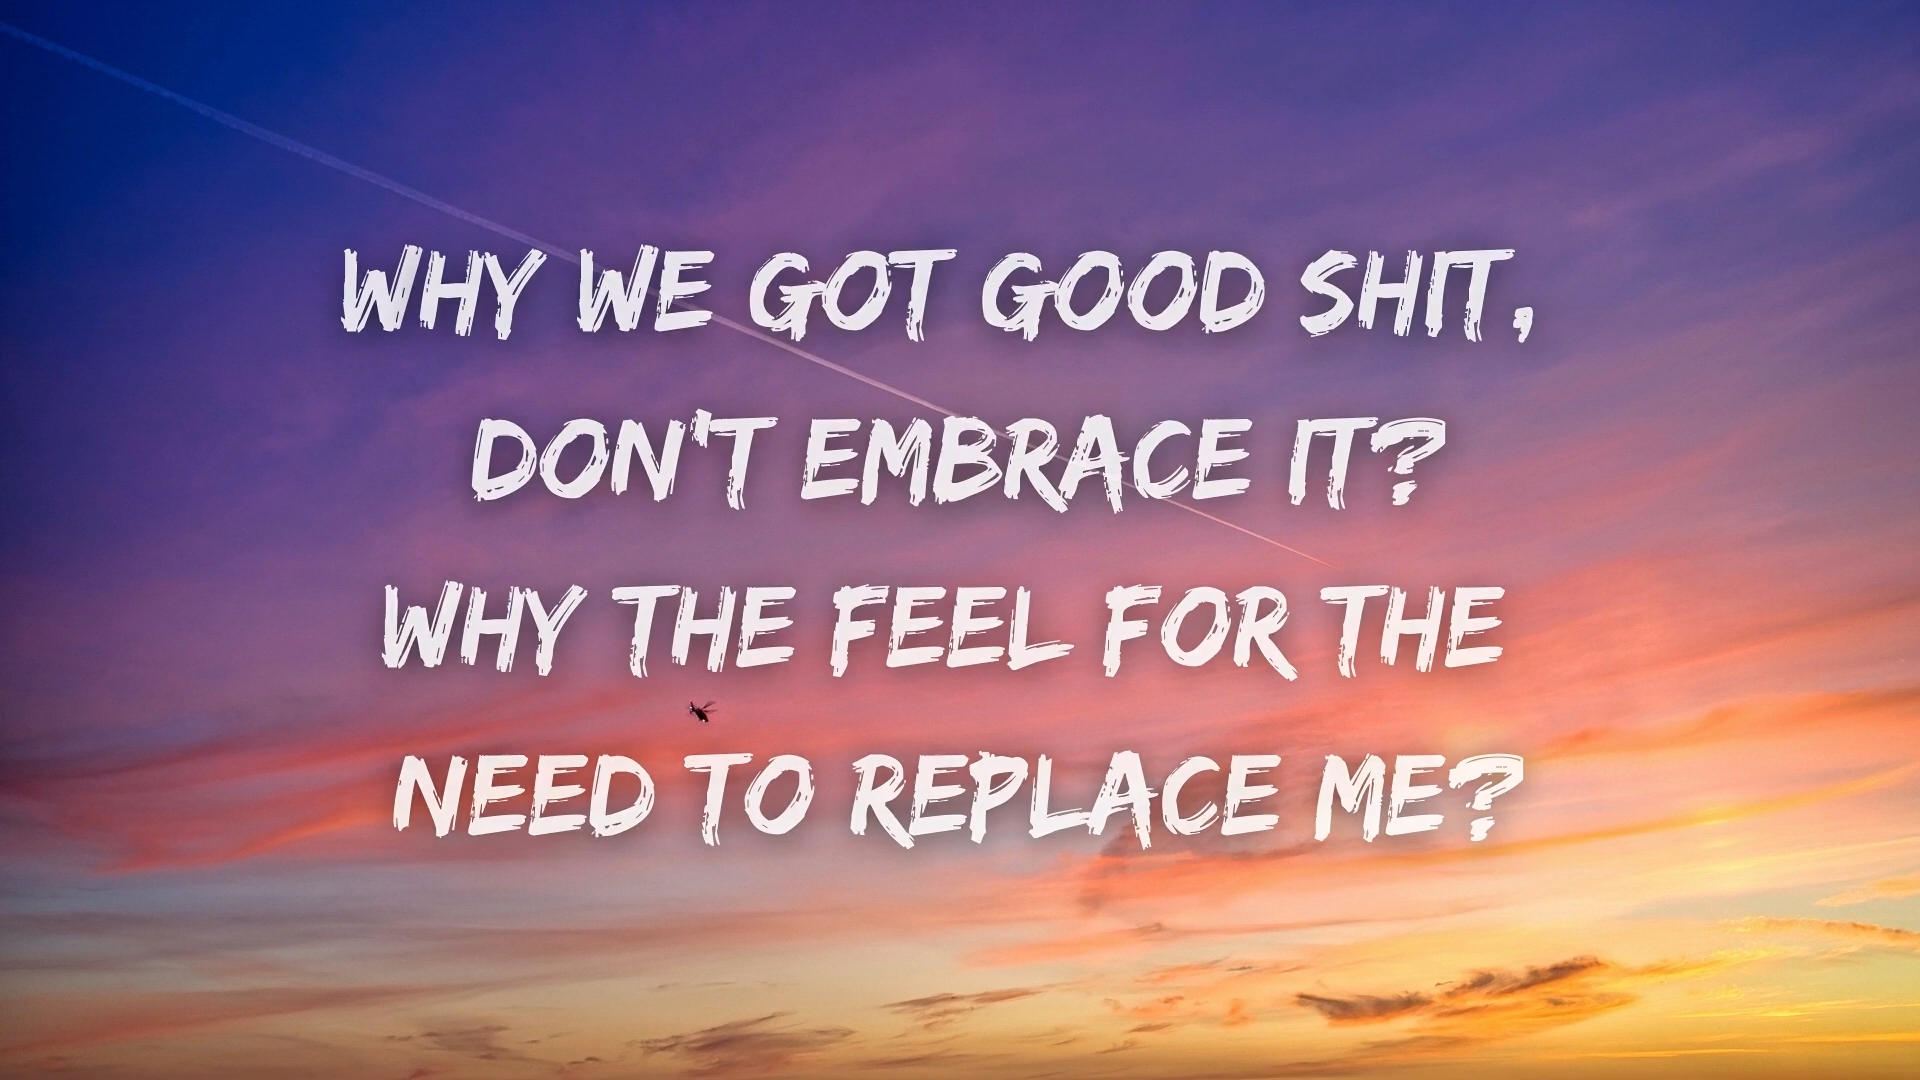 WHY WE GOT GOOD SHIT,
DON'T EMBRACE IT?
WHY THE FEEL FOR THE
NEED TO REPLACE ME?